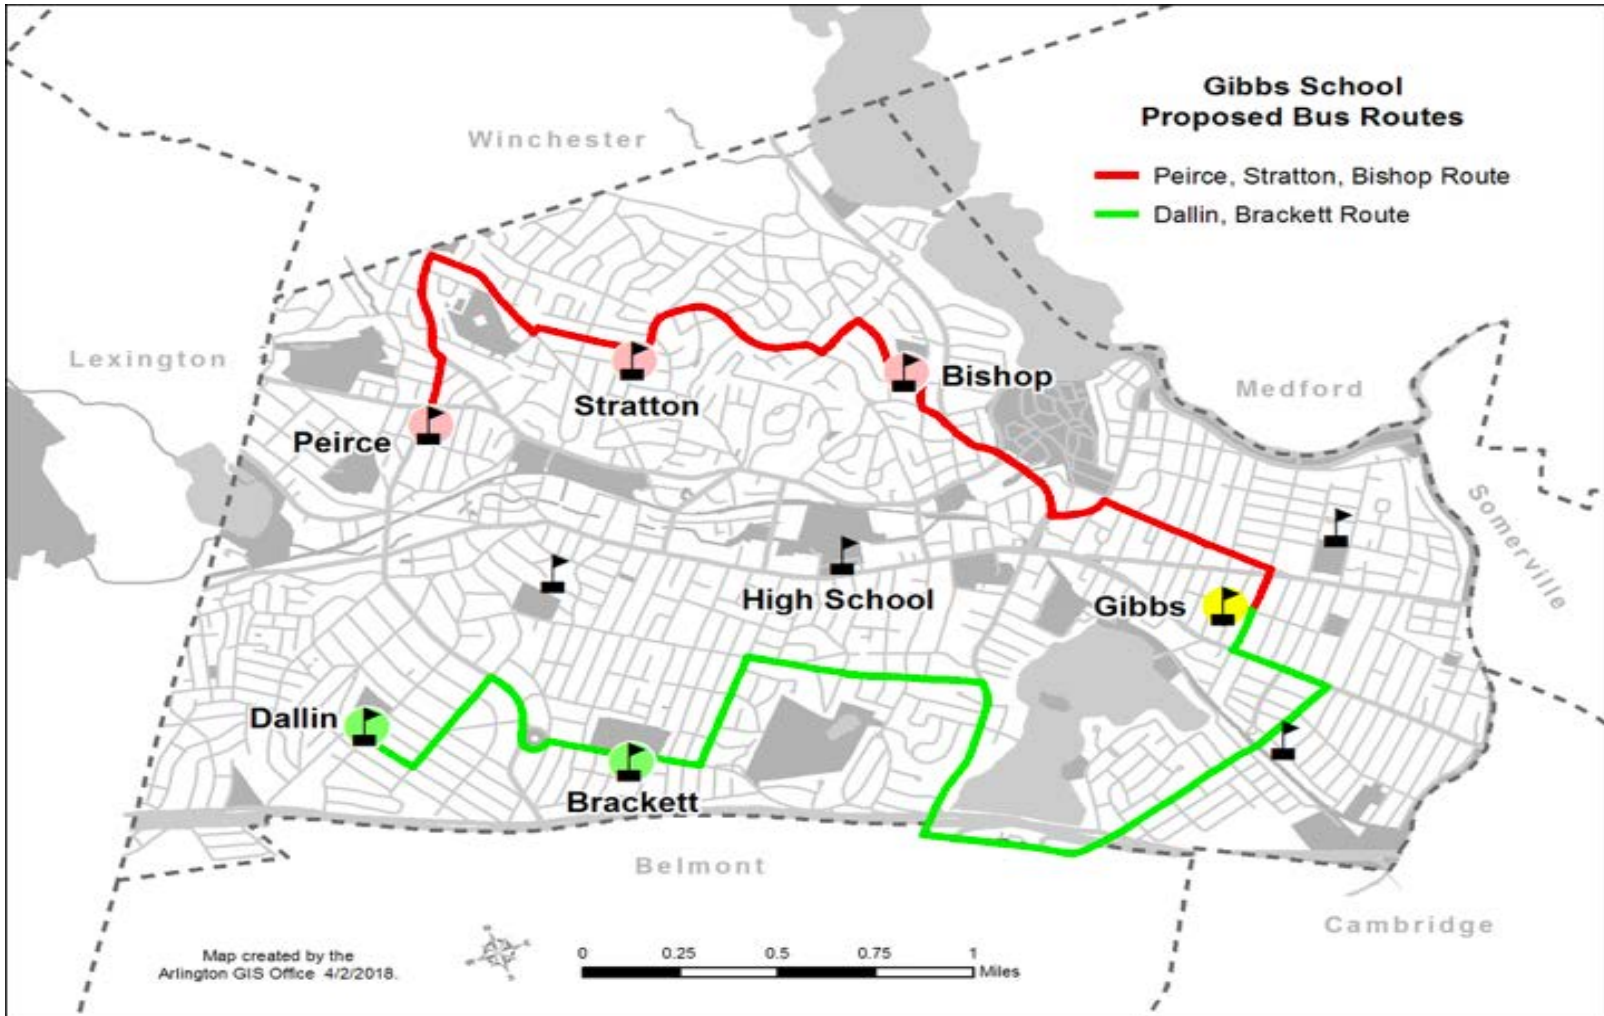 Gibbs School
Proposed Bus Routes
Peirce, Stratton, Bishop Route
Dallin, Brackett Route
Winchester
Lexington
Medford
Somerville
Bishop
Stratton
Peirce
High School
Gibbs
Dallin
Brackett
Belmont
Cambridge
Map created by the
Arlington GIS Office 4/2/2018.
0 0.25 0.5 0.75 1
Miles